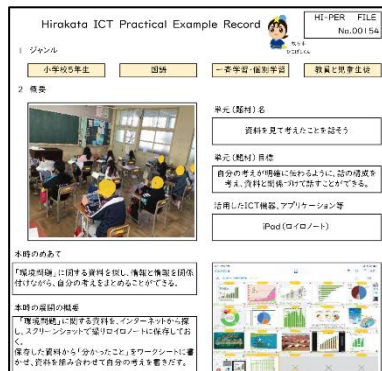 Hirakata ICT Practical Example Record
HI-PER FILE
No.00154
1 ジャンル
小学校5年生
国語
一斉学習・個別学習
教員と児童生徒
2 概要
単元(題材)名
資料を見て考えたことを話そう
単元(題材)目標
自分の考えが明確に伝わるように、話の構成を
考え、資料と関係づけて話すことができる。
活用したICT機器、アプリケーション等
iPad(ロイロノート)
本時のめあて
「環境問題」に関する資料を探し、情報と情報を関係
付けながら、自分の考えをまとめることができる。
本時の展開の概要
「環境問題」に関する資料を、インターネットから探
し、スクリーンショットで撮りロイロノートに保存してお
く。
保存した資料から「分かったこと」をワークシートに書
かせ、資料を組み合わせて自分の考えを書きだす。